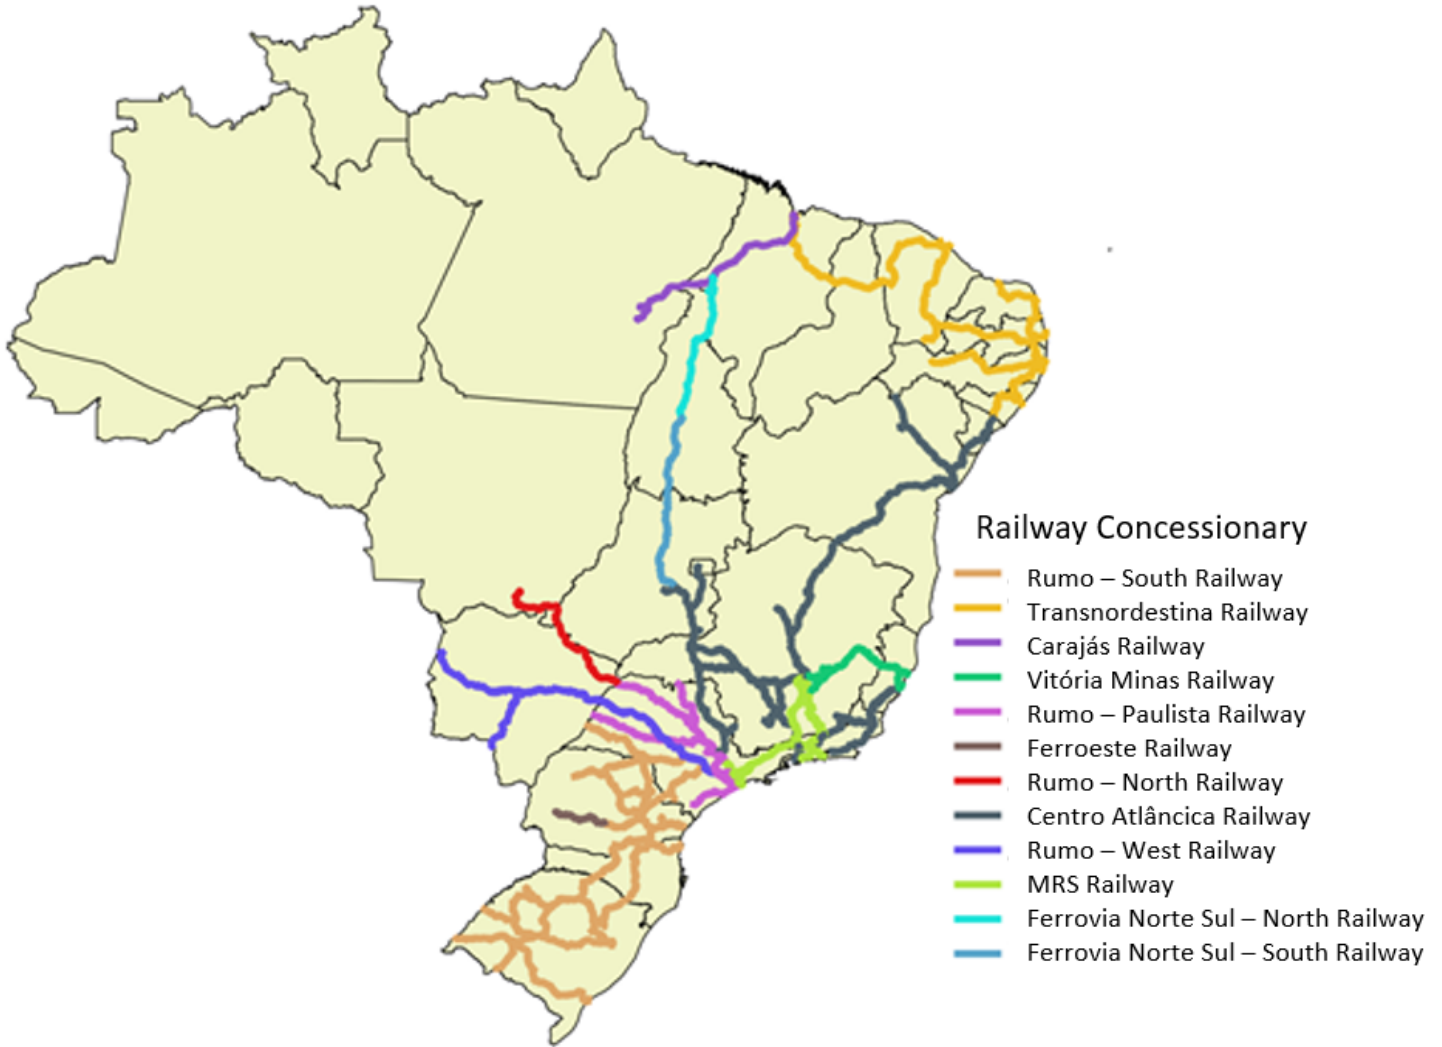 Railway Concessionary
Rumo – South Railway
Transnordestina Railway
Carajás Railway
Vitória Minas Railway
Rumo – Paulista Railway
Ferroeste Railway
Rumo – North Railway
Centro Atlâncica Railway
Rumo – West Railway
MRS Railway
Ferrovia Norte Sul – North Railway
Ferrovia Norte Sul – South Railway